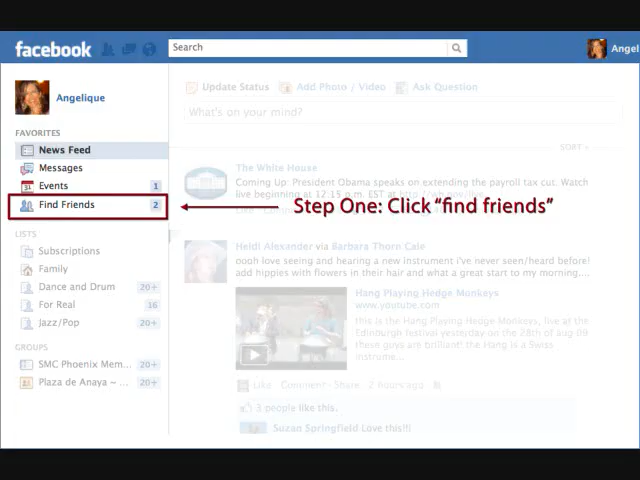 facebook
Search
Angel
Angelique
FAVORITES
News Feed
Messages
Events 1
Find Friends 2
LISTS
Subscriptions
Family
Dance and Drum 20+
For Real 16
Jazz/Pop 20+
GROUPS
SMC Phoenix Mem... 20+
Plaza de Anaya – ... 20+
Update Status Add Photo / Video Ask Question
What's on your mind?
SORT
The White House
Coming Up: President Obama speaks on extending the payroll tax cut. Watch
live beginning at 12:15 p.m. EST at
Step One: Click “find friends”
Heidi Alexander via Barbara Thorn Caie
oooh love seeing and hearing a new instrument i've never seen/heard before!
add hippies with flowers in their hair and what a great start to my morning....
Hang Playing Hedge Monkeys
www.youtube.com
this is the Hang Playing Hedge Monkeys, live at the
Edinburgh festival yesterday on the 28th of aug 09
these guys are brilliant! the Hang is a Swiss
instrume...
Like · Comment · Share · 2 hours ago
3 people like this.
Suzan Springfield Love this!!!